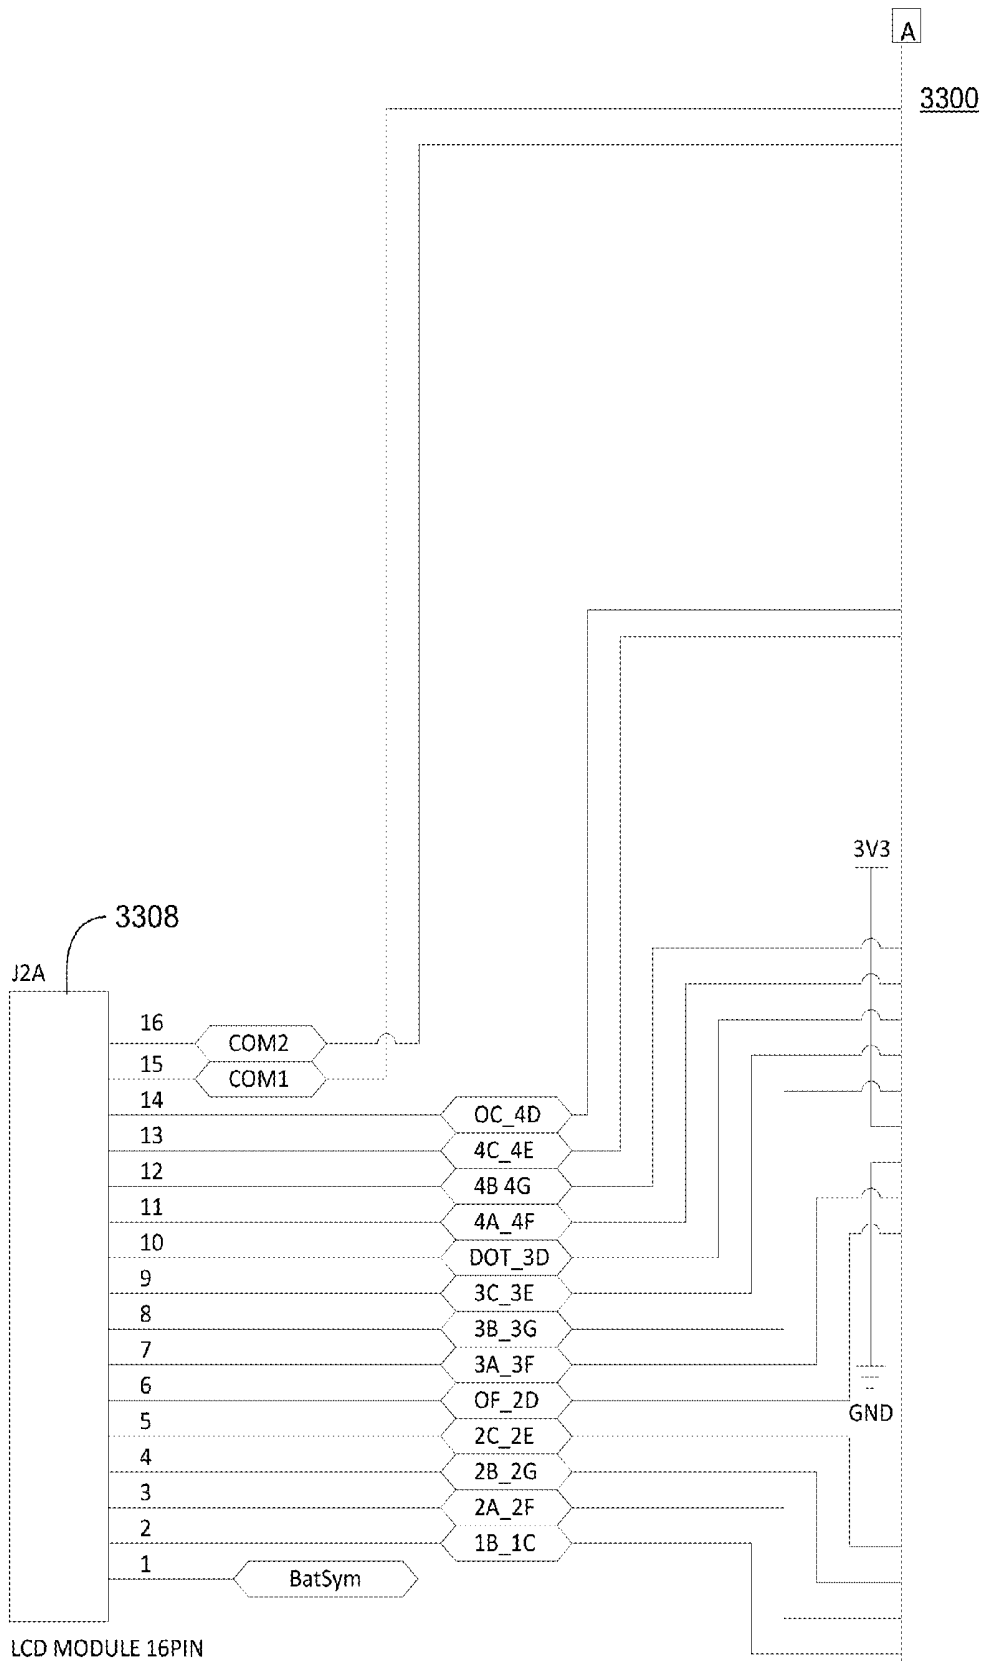 A
3300
3V3
3308
J2A
16
COM2
15
COM1
14
OC_4D
13
4C_4E
12
4B 4G
11
4A_4F
10
DOT_3D
9
3C_3E
8
3B_3G
7
3A_3F
6
OF_2D
GND
5
2C_2E
4
2B_2G
3
2A_2F
2
1B_1C
1
BatSym
LCD MODULE 16PIN